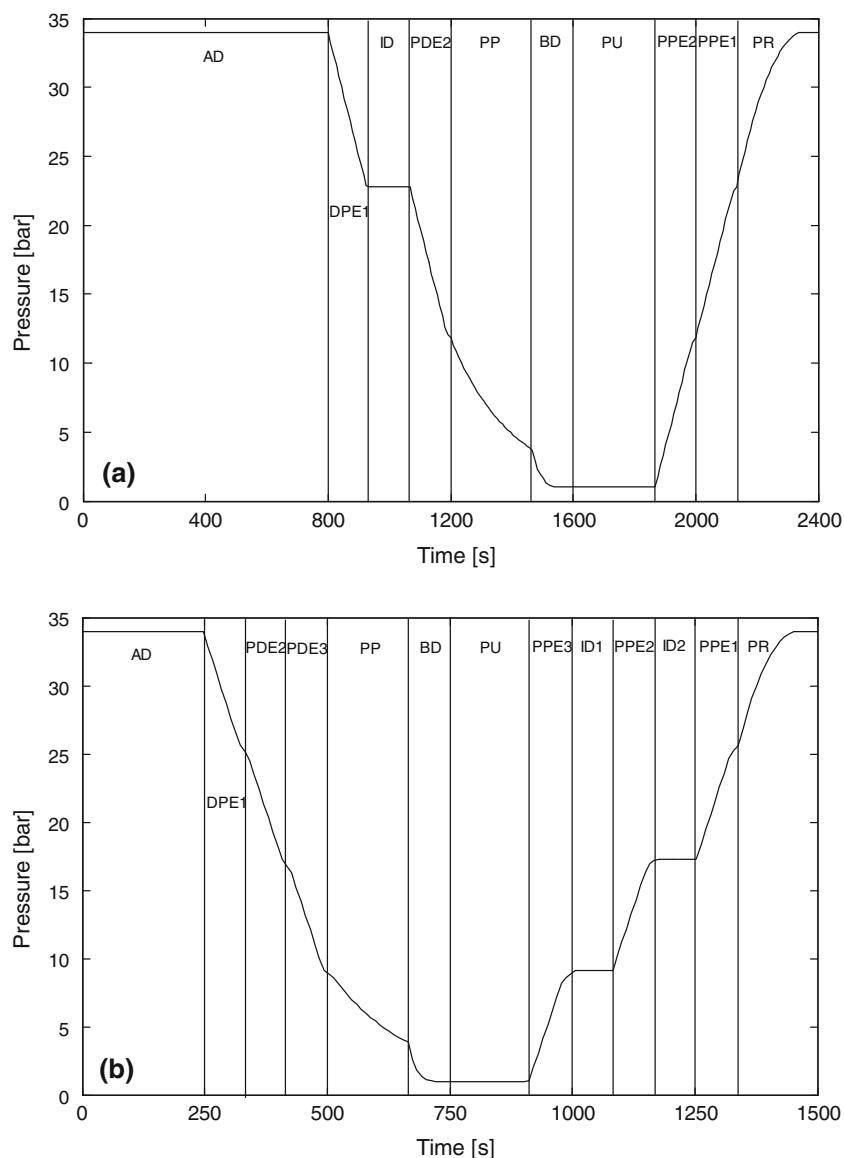 35
30
25
20
15
10
5
0
Pressure [bar]
AD
DPE1
ID
PDE2
PP
BD
PU
PPE2
PPE1
PR
(a)
0
400
800
1200
1600
2000
2400
Time [s]
35
30
25
20
15
10
5
0
Pressure [bar]
AD
DPE1
PDE2
PDE3
PP
BD
PU
PPE3
ID1
PPE2
ID2
PPE1
PR
(b)
0
250
500
750
1000
1250
1500
Time [s]